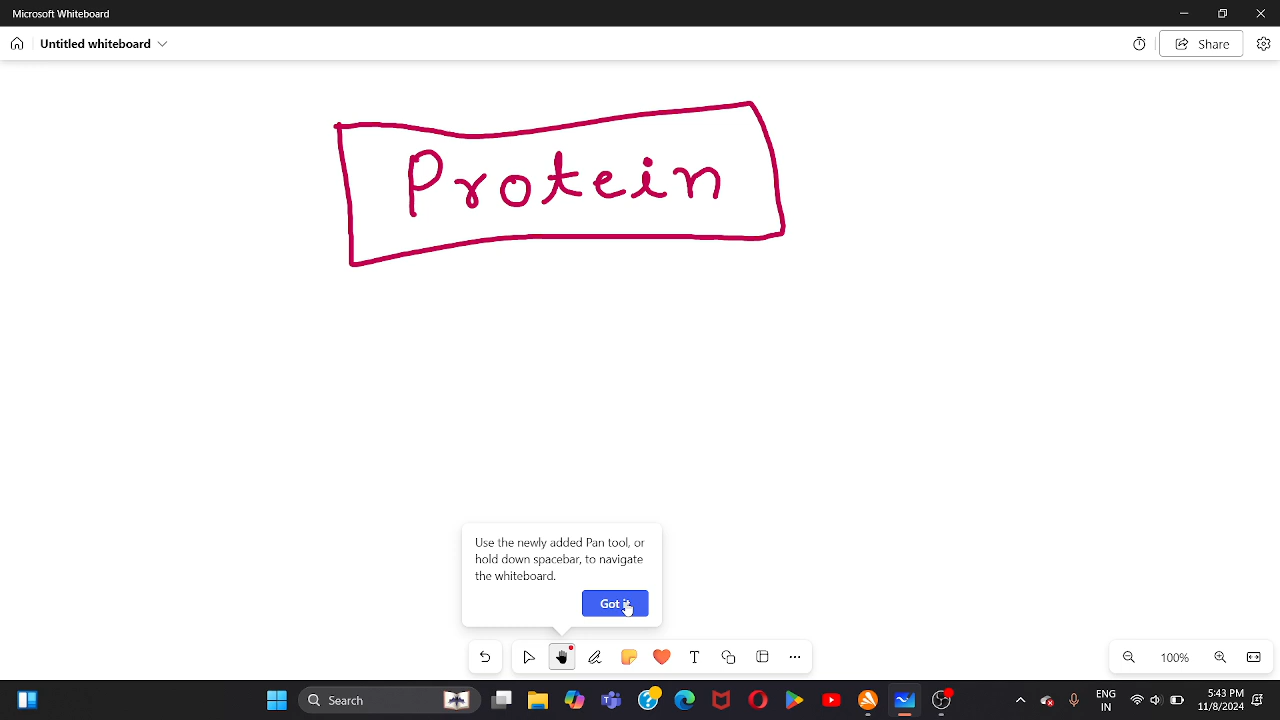 Microsoft Whiteboard
Untitled whiteboard
Share
Protein
Use the newly added Pan tool, or
hold down spacebar, to navigate
the whiteboard.
Got it
T
100%
Search
ENG
IN
5:43 PM
11/8/2024